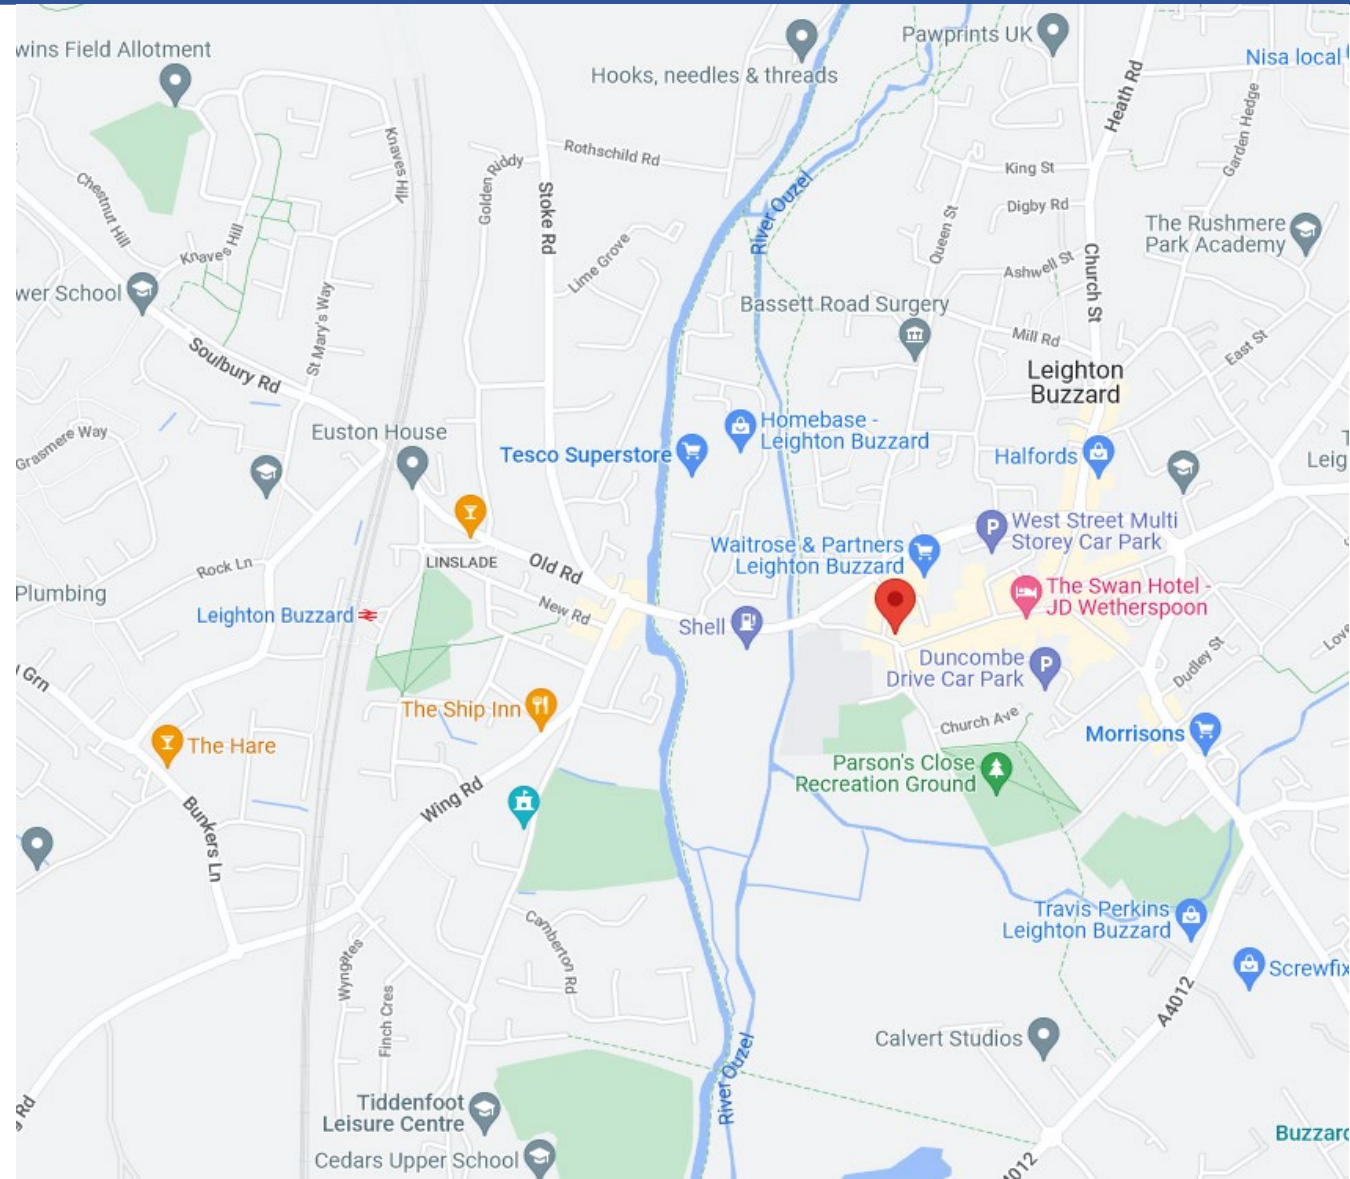 wins Field Allotment
Hooks, needles & threads
Pawprints UK
Nisa local
Heath Rd
Garden Hedge
Knaves Hill
Rothschild Rd
Golden Riddy
Stoke Rd
King St
Digby Rd
Chestnut Hill
Knaves Hill
Lime Grove
River Ouzel
Queen St
Ashwell St
Church St
The Rushmere
Park Academy
wer School
St Mary's Way
Bassett Road Surgery
Mill Rd
East St
Soulbury Rd
Leighton
Buzzard
Grasmere Way
Euston House
Tesco Superstore
Homebase -
Leighton Buzzard
Halfords
Leig
West Street Multi
Storey Car Park
Waitrose & Partners
Leighton Buzzard
LINSLADE
Old Rd
Rock Ln
Plumbing
Leighton Buzzard
New Rd
Shell
The Swan Hotel -
JD Wetherspoon
Duncombe
Drive Car Park
Dudley St
Love
Grn
The Ship Inn
Church Ave
The Hare
Morrisons
Parson's Close
Recreation Ground
Wing Rd
Bunkers Ln
Camberton Rd
Travis Perkins
Leighton Buzzard
Wyngates
Finch Cres
Screwfix
A4012
Calvert Studios
River Ouzel
Rd
Tiddenfoot
Leisure Centre
Cedars Upper School
Buzzard
4012